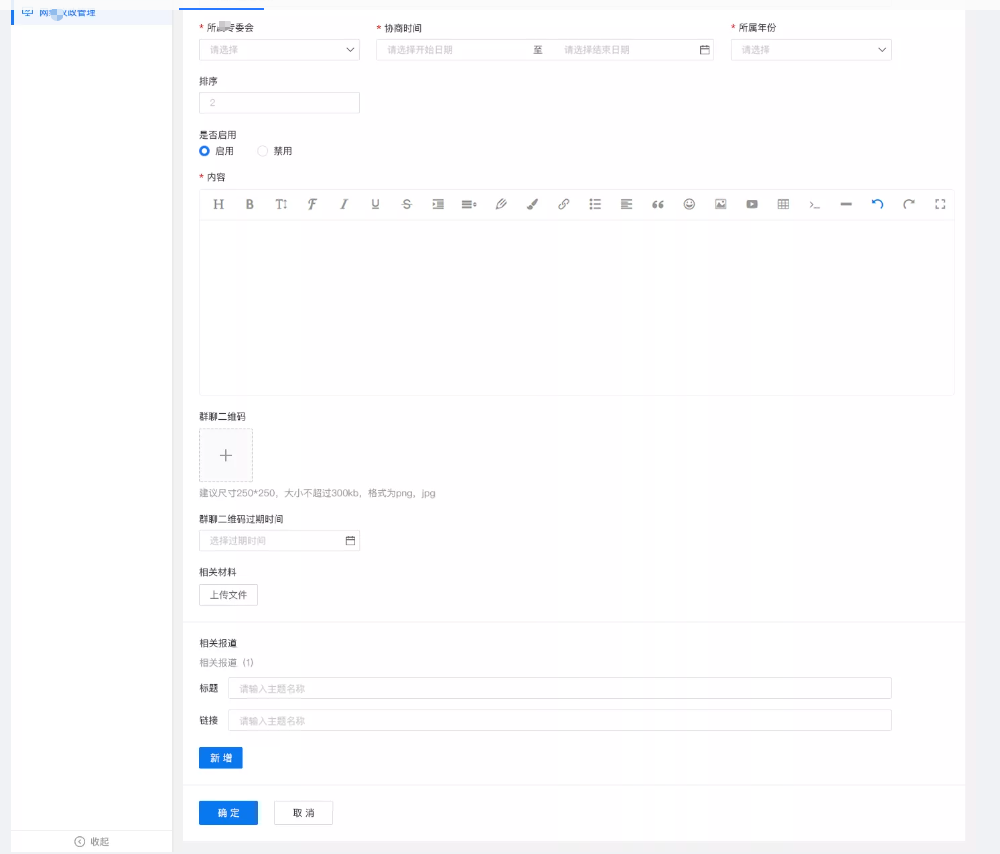 管理
* 所属专委会
* 协商时间
* 所属年份
请选择
请选择开始日期 至 请选择结束日期
请选择
排序
2
是否启用
启用 禁用
* 内容
群聊二维码
建议尺寸250*250，大小不超过300kb，格式为png，jpg
群聊二维码过期时间
选择过期时间
相关材料
上传文件
相关报道
相关报道（1）
标题 请输入主题名称
链接 请输入主题名称
新 增
确 定 取 消
收起